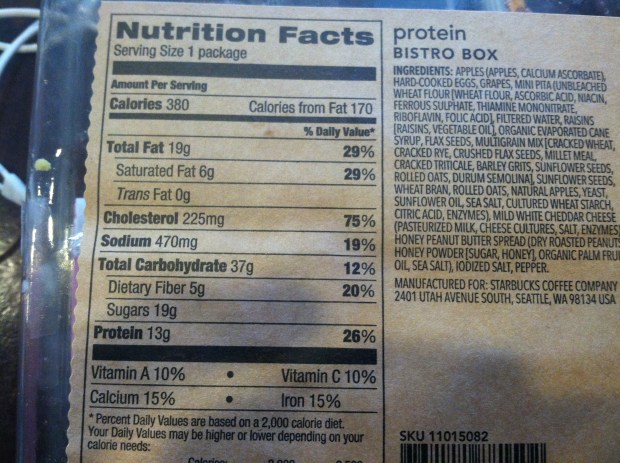 Nutrition Facts
Serving Size 1 package
Amount Per Serving
Calories 380 Calories from Fat 170
% Daily Value*
Total Fat 19g 29%
Saturated Fat 6g 29%
Trans Fat 0g
Cholesterol 225mg 75%
Sodium 470mg 19%
Total Carbohydrate 37g 12%
Dietary Fiber 5g 20%
Sugars 19g
Protein 13g 26%
Vitamin A 10% • Vitamin C 10%
Calcium 15% • Iron 15%
* Percent Daily Values are based on a 2,000 calorie diet.
Your Daily Values may be higher or lower depending on your
calorie needs:
protein
BISTRO BOX
INGREDIENTS: APPLES (APPLES, CALCIUM ASCORBATE),
HARD-COOKED EGGS, GRAPES, MINI PITA (UNBLEACHED
WHEAT FLOUR [WHEAT FLOUR, ASCORBIC ACID, NIACIN,
FERROUS SULPHATE, THIAMINE MONONITRATE,
RIBOFLAVIN, FOLIC ACID], FILTERED WATER, RAISINS
[RAISINS, VEGETABLE OIL], ORGANIC EVAPORATED CANE
SYRUP, FLAX SEEDS, MULTIGRAIN MIX [CRACKED WHEAT,
CRACKED RYE, CRUSHED FLAX SEEDS, MILLET MEAL,
CRACKED TRITICALE, BARLEY GRITS, SUNFLOWER SEEDS,
ROLLED OATS, DURUM SEMOLINA], SUNFLOWER SEEDS,
WHEAT BRAN, ROLLED OATS, NATURAL APPLES, YEAST,
SUNFLOWER OIL, SEA SALT, CULTURED WHEAT STARCH,
CITRIC ACID, ENZYMES), MILD WHITE CHEDDAR CHEESE
(PASTEURIZED MILK, CHEESE CULTURES, SALT, ENZYMES)
HONEY PEANUT BUTTER SPREAD (DRY ROASTED PEANUTS
HONEY POWDER [SUGAR, HONEY], ORGANIC PALM FRUI
OIL, SEA SALT), IODIZED SALT, PEPPER.
MANUFACTURED FOR: STARBUCKS COFFEE COMPANY
2401 UTAH AVENUE SOUTH, SEATTLE, WA 98134 USA
SKU 11015082